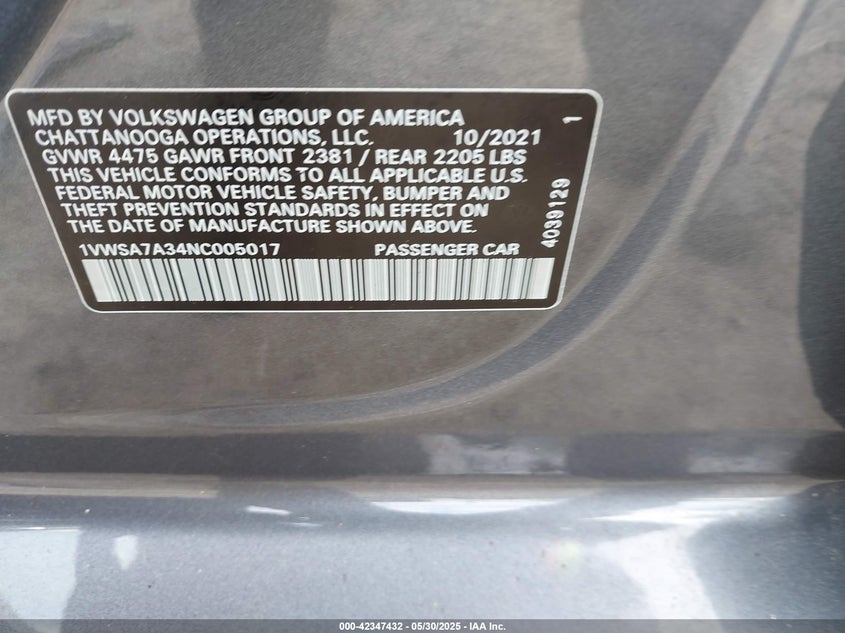 MFD BY VOLKSWAGEN GROUP OF AMERICA
CHATTANOOGA OPERATIONS, LLC. 10/2021 1
GVWR 4475 GAWR FRONT 2381 / REAR 2205 LBS
THIS VEHICLE CONFORMS TO ALL APPLICABLE U.S.
FEDERAL MOTOR VEHICLE SAFETY, BUMPER AND
THEFT PREVENTION STANDARDS IN EFFECT ON
THE DATE OF MANUFACTURE SHOWN ABOVE.
4039129
1VWSA7A34NC005017 PASSENGER CAR
000-42347432 - 05/30/2025 - IAA Inc.